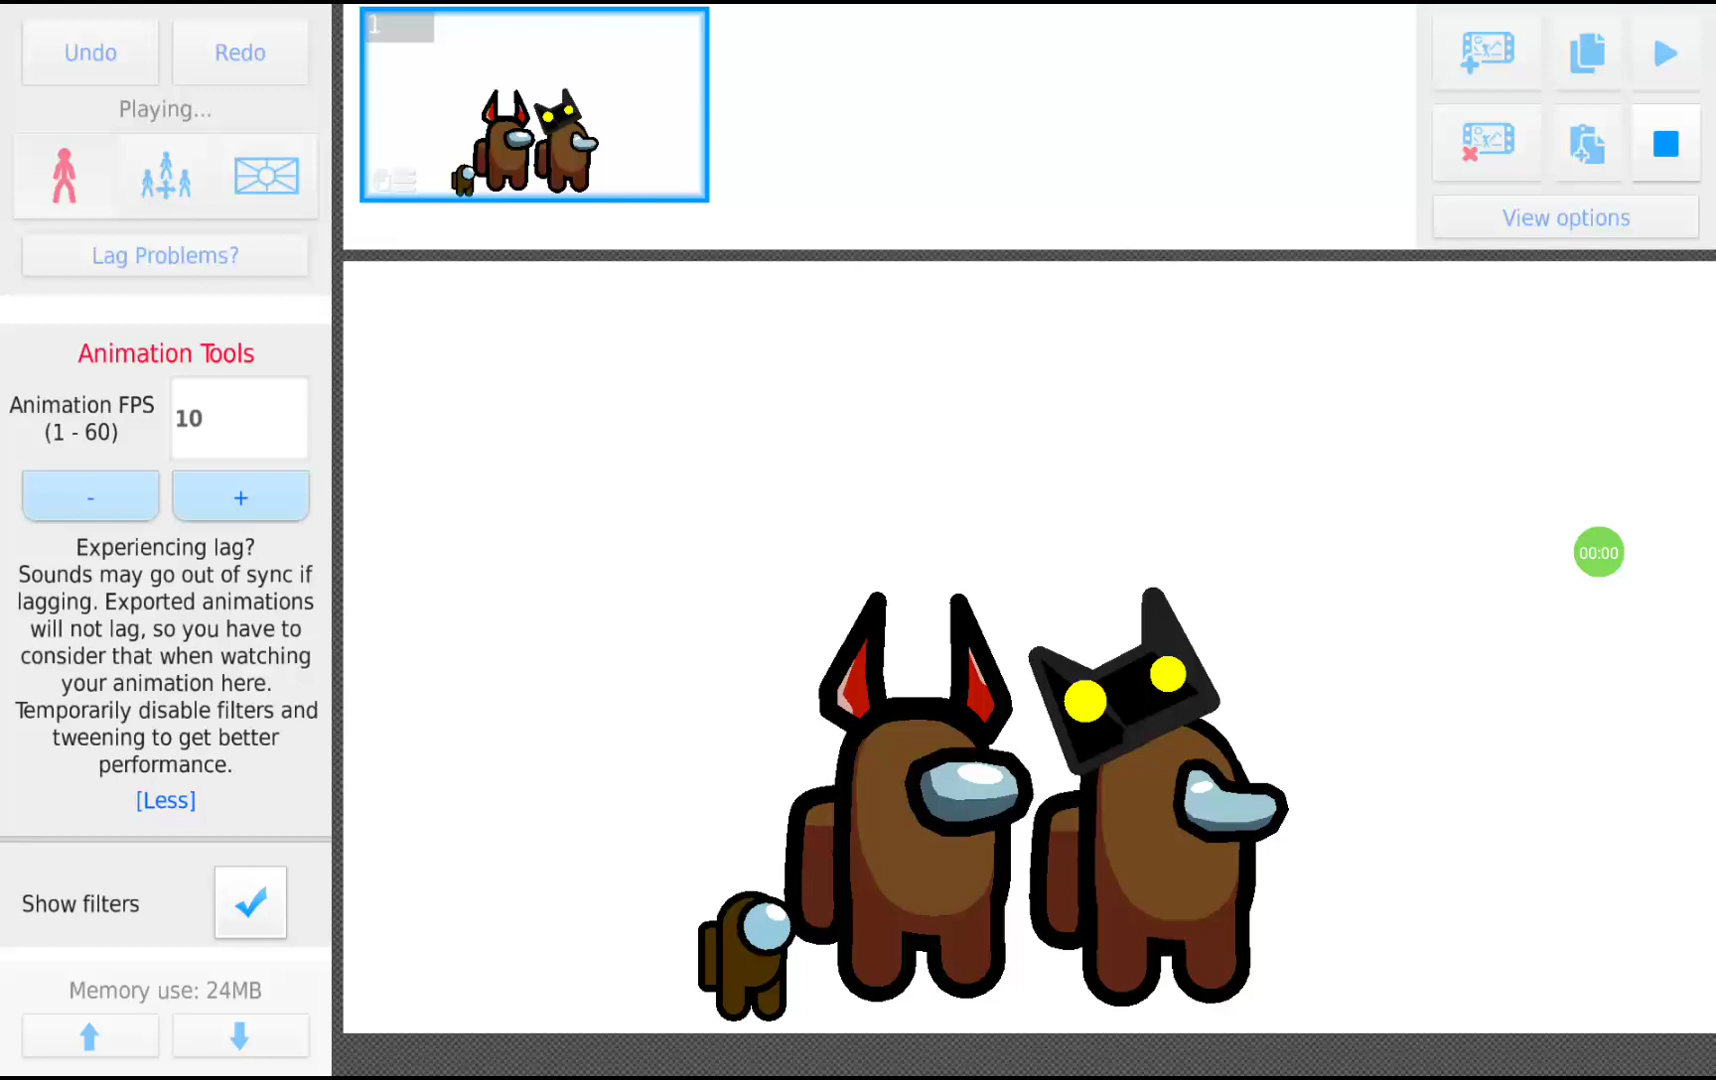 Undo
Redo
Playing...
Lag Problems?
Animation Tools
Animation FPS
(1 - 60)
10
-
+
Experiencing lag?
Sounds may go out of sync if
lagging. Exported animations
will not lag, so you have to
consider that when watching
your animation here.
Temporarily disable filters and
tweening to get better
performance.
[Less]
Show filters
Memory use: 24MB
1
View options
00:00